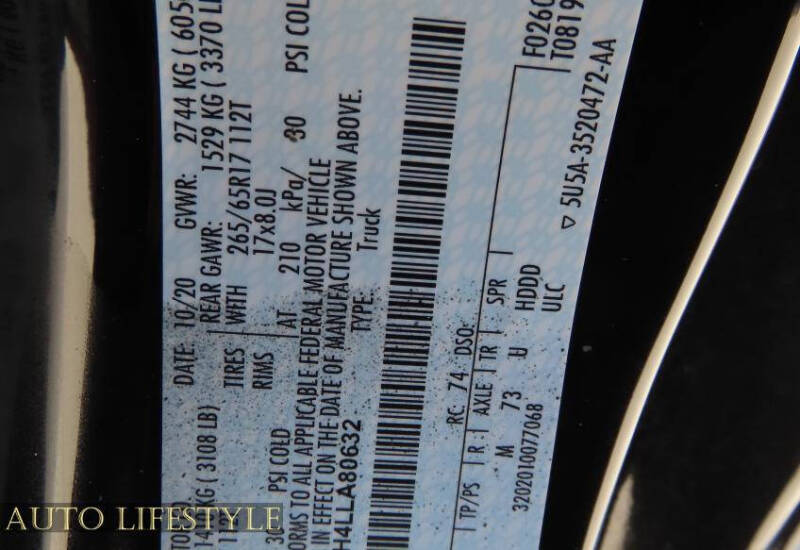 DATE: 10/20 GVWR: 2744 KG ( 605
KG ( 3108 LB) REAR GAWR: 1529 KG ( 3370 L
TIRES WITH 265/65R17 112T
RIMS 17x8.0J
30 PSI COLD AT 210 kPa/ 30 PSI COL
ORMS TO ALL APPLICABLE FEDERAL MOTOR VEHICLE
IN EFFECT ON THE DATE OF MANUFACTURE SHOWN ABOVE.
H4LLA80632 TYPE: Truck
RC: 74 DSO: F026
T0819
TP/PS R AXLE TR SPR
M 73 U HDDD
3202010077068 ULC
▽ 5U5A-3520472-AA
AUTO LIFESTYLE